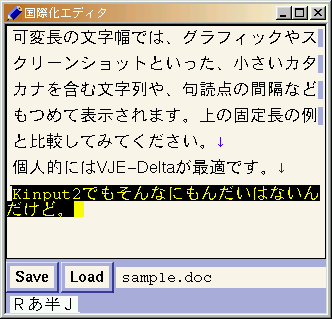 国際化エディタ
可変長の文字幅では、グラフィックやス
クリーンショットといった、小さいカタ
カナを含む文字列や、句読点の間隔など
もつめて表示されます。上の固定長の例
と比較してみてください。↓
個人的にはVJE-Deltaが最適です。↓
Kinput2でもそんなにもんだいはないん
だけど。
Save Load sample.doc
Rあ半J